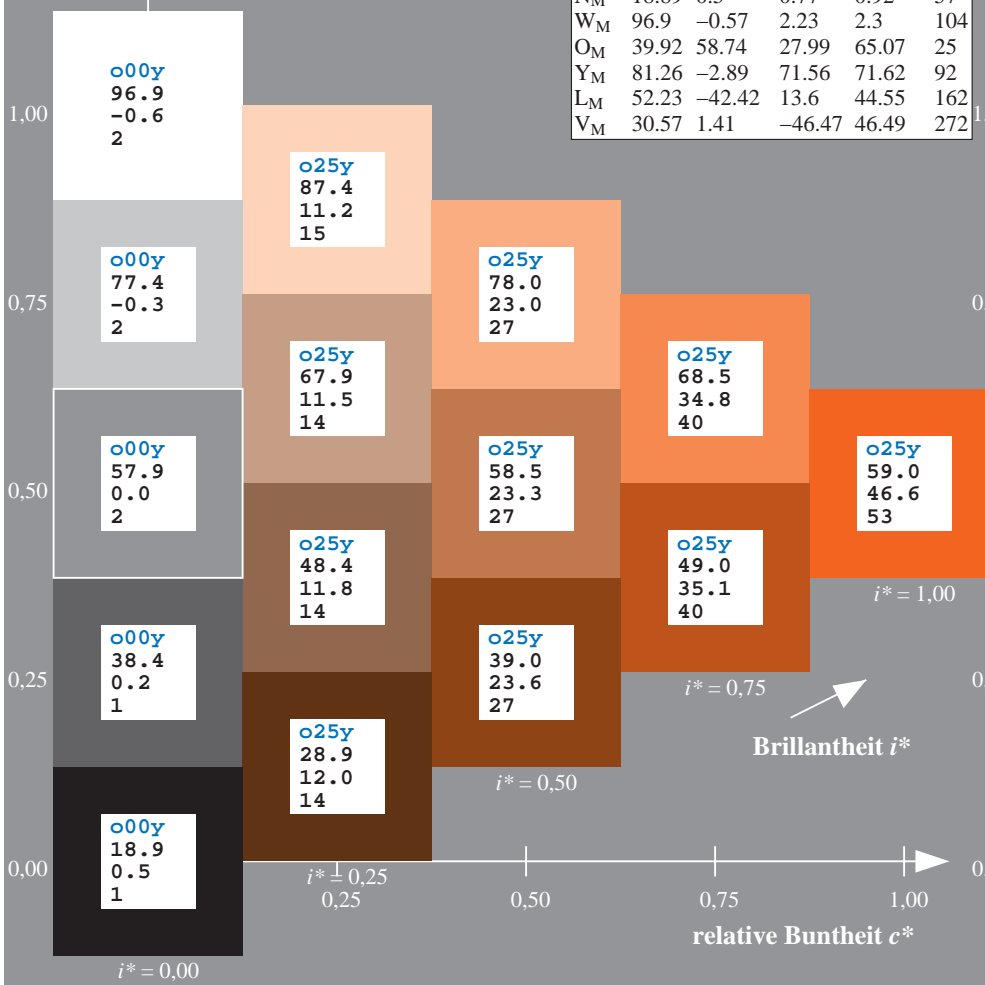 W_M 96.9 −0.57 2.23 2.3 104
O_M 39.92 58.74 27.99 65.07 25
Y_M 81.26 −2.89 71.56 71.62 92
L_M 52.23 −42.42 13.6 44.55 162
V_M 30.57 1.41 −46.47 46.49 272
o00y
96.9
-0.6
2
1,00
o25y
87.4
11.2
15
o00y
77.4
-0.3
2
o25y
78.0
23.0
27
0,75
o25y
67.9
11.5
14
o25y
68.5
34.8
40
o00y
57.9
0.0
2
o25y
58.5
23.3
27
o25y
59.0
46.6
53
0,50
o25y
48.4
11.8
14
o25y
49.0
35.1
40
i* = 1,00
o00y
38.4
0.2
1
o25y
39.0
23.6
27
0,25
i* = 0,75
o25y
28.9
12.0
14
Brillantheit i*
i* = 0,50
o00y
18.9
0.5
1
0,00
i* = 0,25
0,25 0,50 0,75 1,00
relative Buntheit c*
i* = 0,00